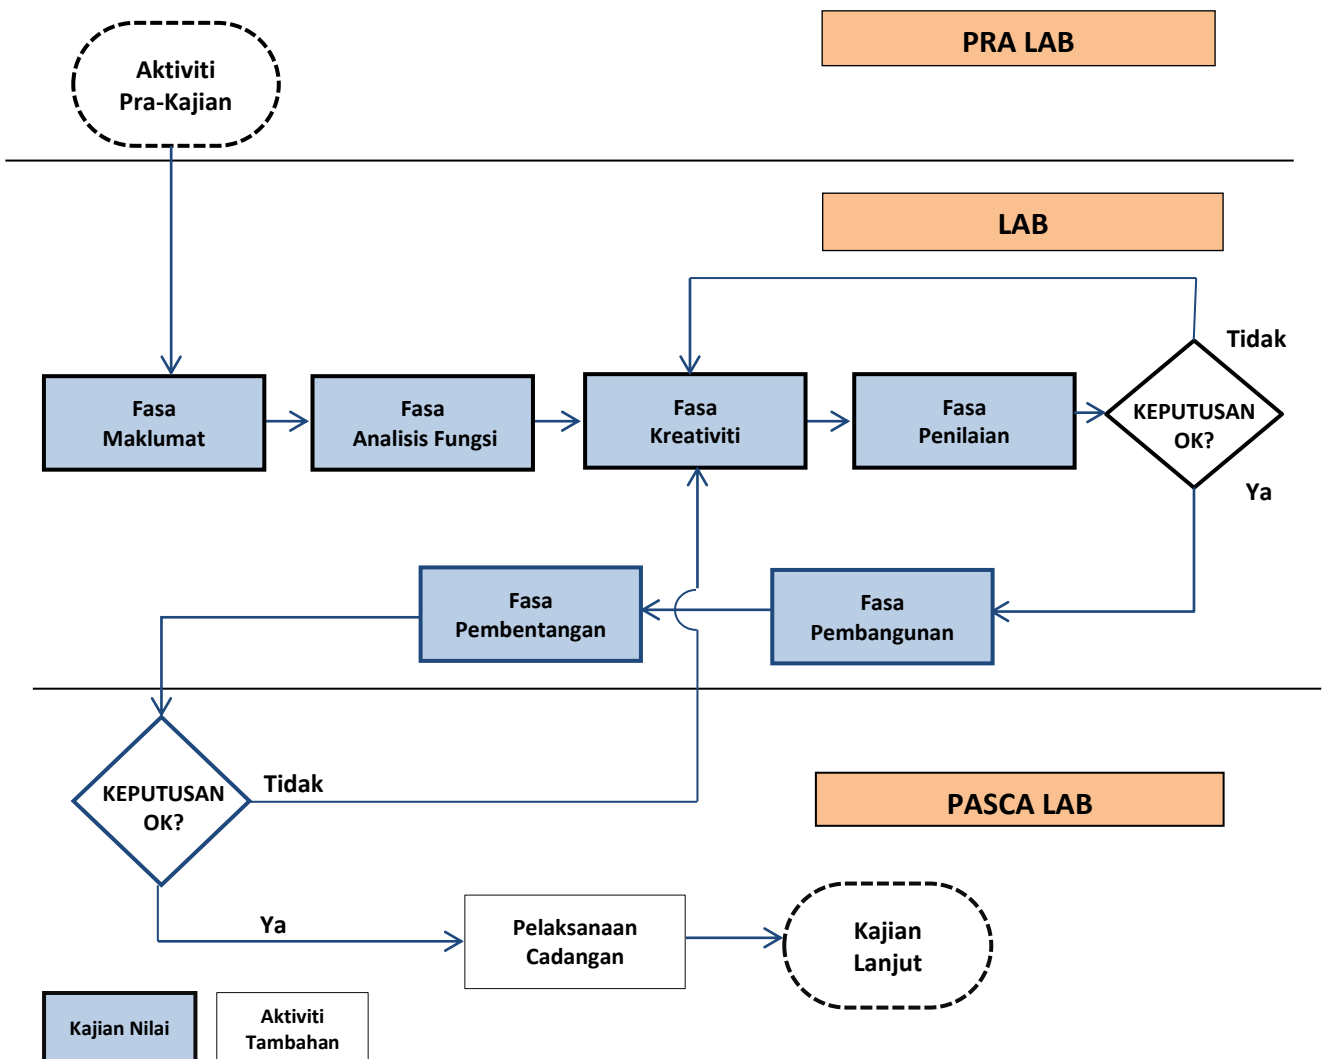 PRA LAB
Aktiviti
Pra-Kajian
LAB
Tidak
Fasa
Maklumat
Fasa
Analisis Fungsi
Fasa
Kreativiti
Fasa
Penilaian
KEPUTUSAN
OK?
Ya
Fasa
Pembentangan
Fasa
Pembangunan
KEPUTUSAN
OK?
Tidak
PASCA LAB
Ya
Pelaksanaan
Cadangan
Kajian
Lanjut
Kajian Nilai
Aktiviti
Tambahan